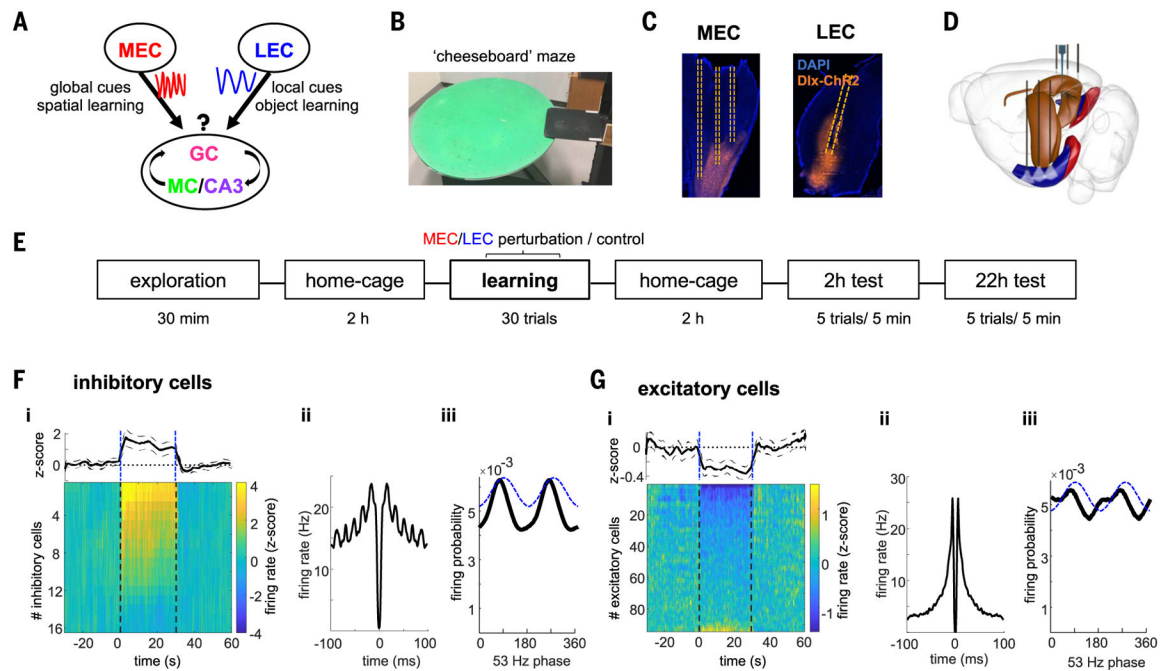 A
MEC
LEC
global cues
spatial learning
local cues
object learning
?
GC
MC/CA3
B
'cheeseboard' maze
C
MEC
LEC
DAPI
Dlx-ChR2
D
E
MEC/LEC perturbation / control
exploration
home-cage
learning
home-cage
2h test
22h test
30 mim
2 h
30 trials
2 h
5 trials/ 5 min
5 trials/ 5 min
F
inhibitory cells
i
z-score
2
0
# inhibitory cells
4
8
12
16
-30
0
30
60
time (s)
4
2
0
-2
-4
firing rate (z-score)
ii
firing rate (Hz)
20
10
-100
0
100
time (ms)
iii
×10⁻³
firing probability
5
3
1
0
180
360
53 Hz phase
G
excitatory cells
i
z-score
0
-0.4
# excitatory cells
20
40
60
80
-30
0
30
60
time (s)
1
0
-1
firing rate (z-score)
ii
firing rate (Hz)
30
20
10
-100
0
100
time (ms)
iii
×10⁻³
firing probability
5
3
1
0
180
360
53 Hz phase